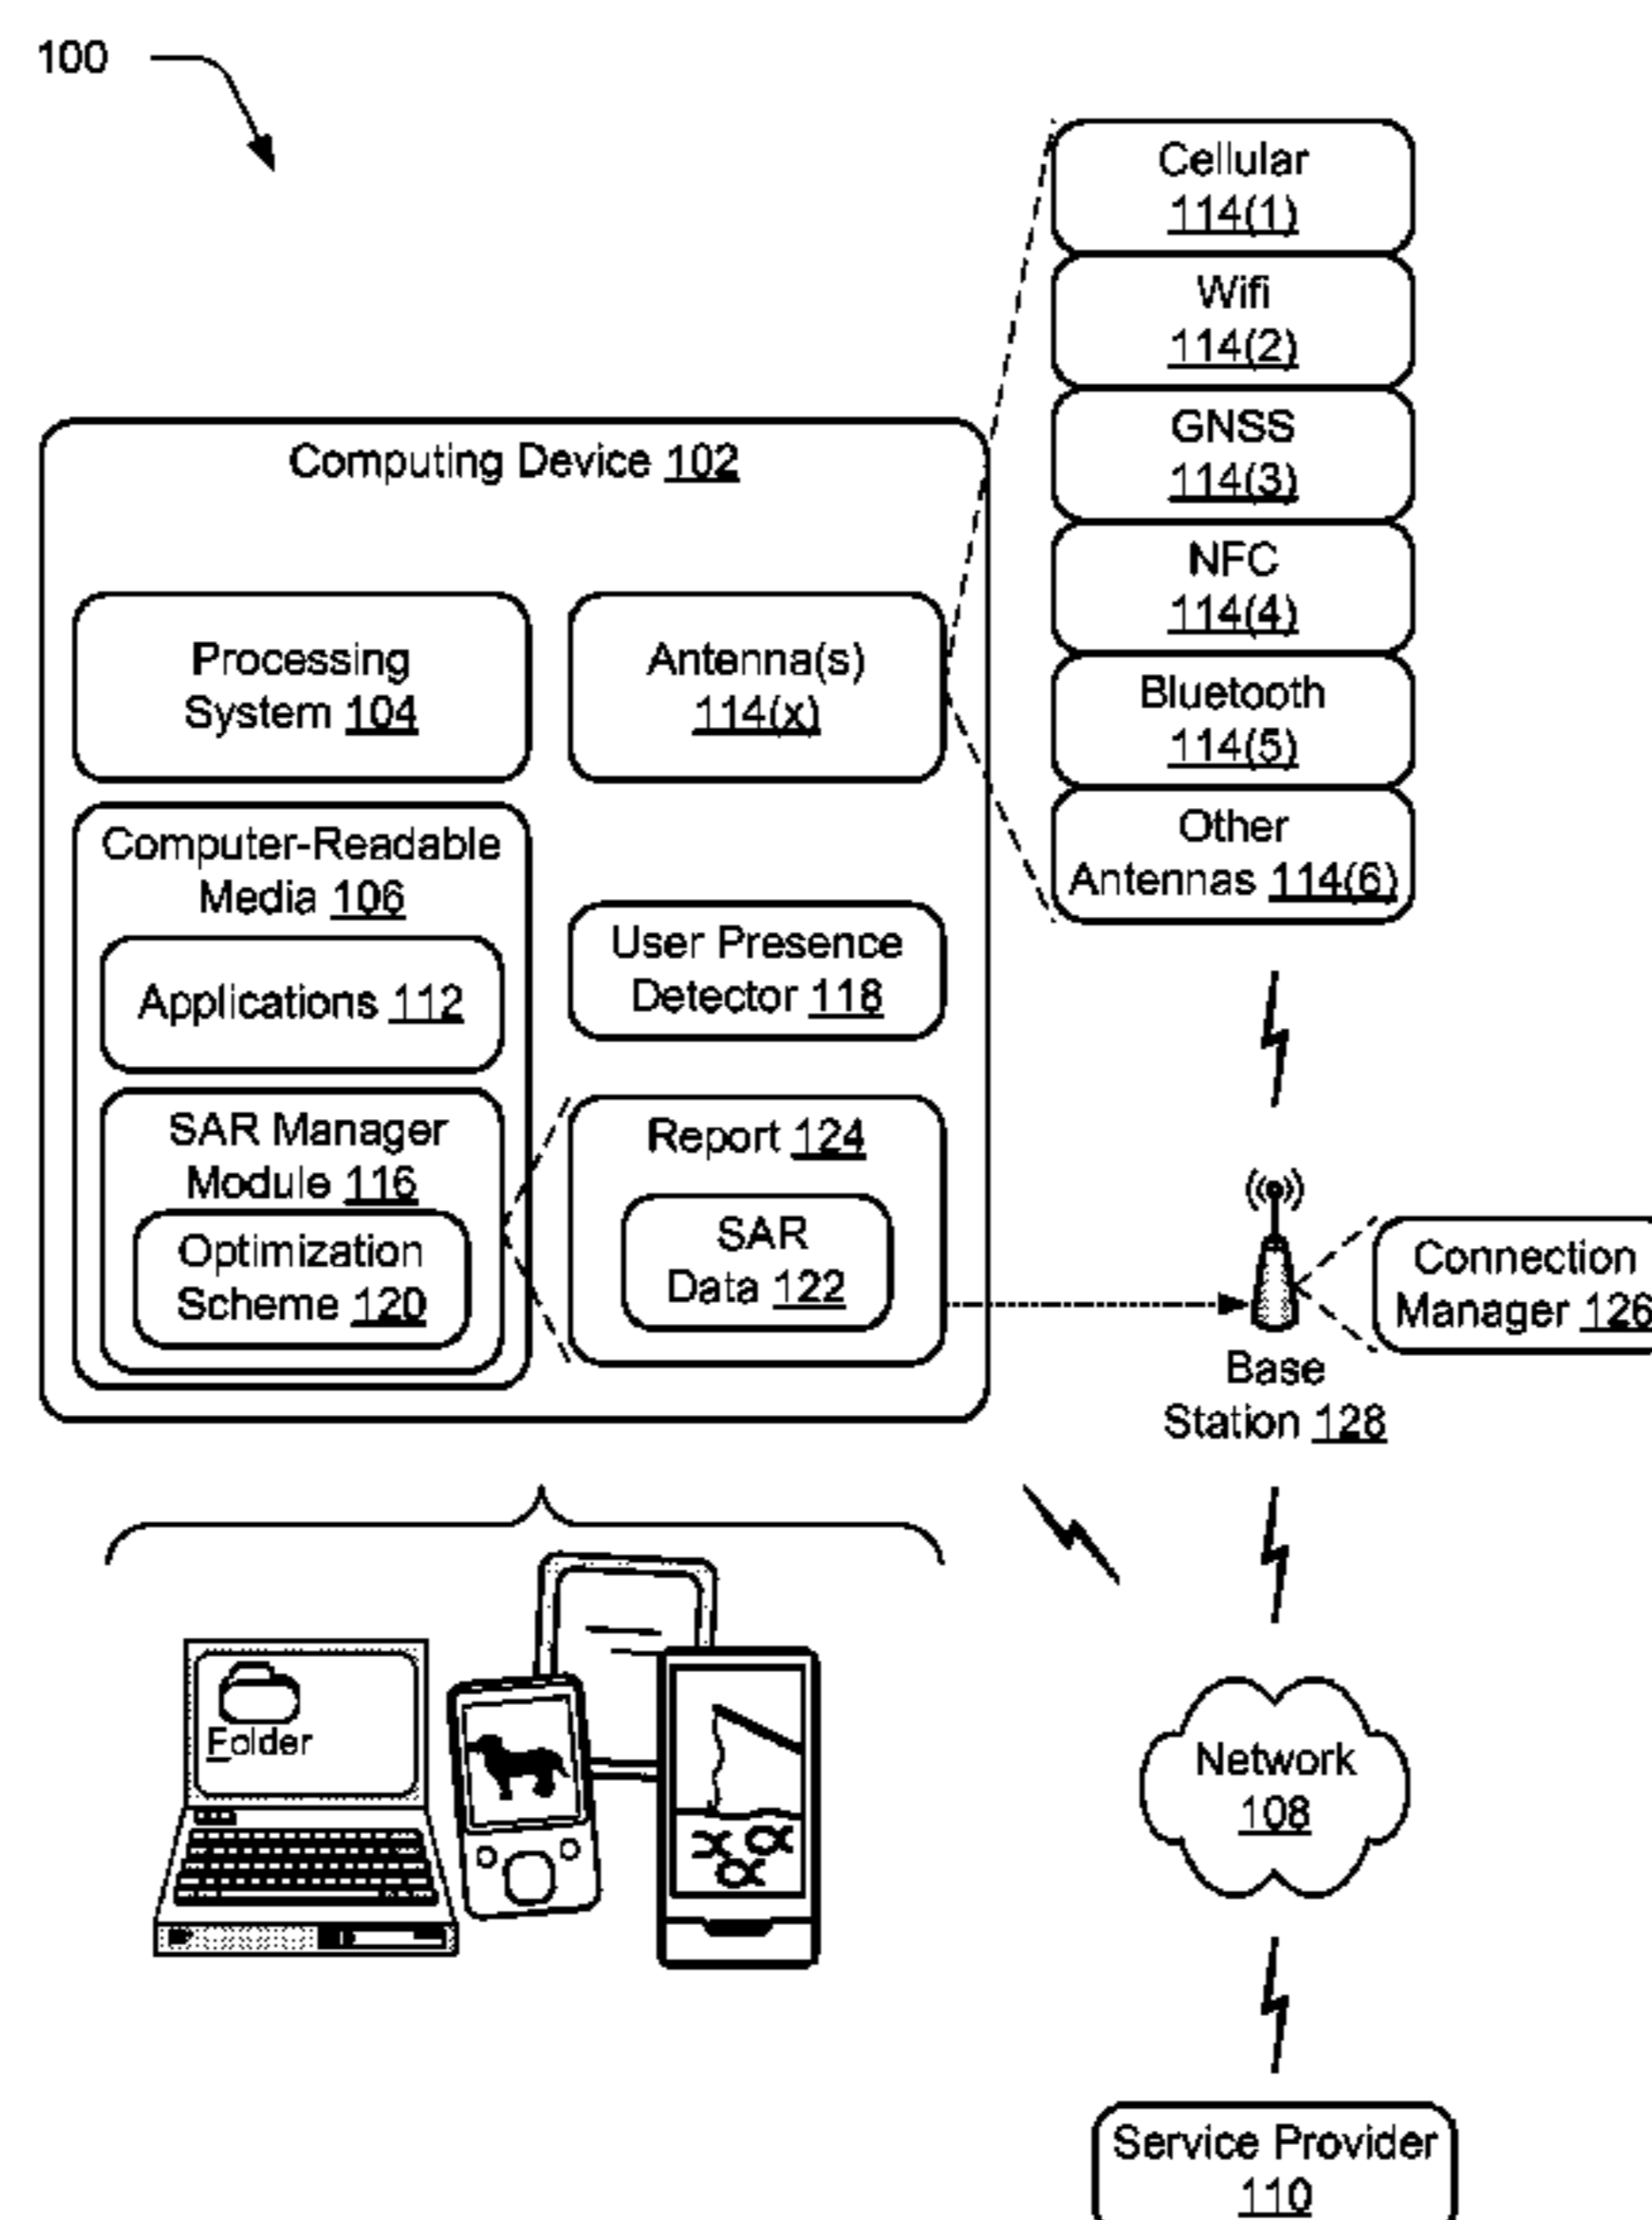 100
Cellular
114(1)
Wifi
114(2)
GNSS
114(3)
NFC
114(4)
Bluetooth
114(5)
Other
Antennas 114(6)
Computing Device 102
Processing
System 104
Antenna(s)
114(x)
Computer-Readable
Media 106
Applications 112
User Presence
Detector 118
SAR Manager
Module 116
Optimization
Scheme 120
Report 124
SAR
Data 122
Connection
Manager 126
Base
Station 128
Folder
Network
108
Service Provider
110